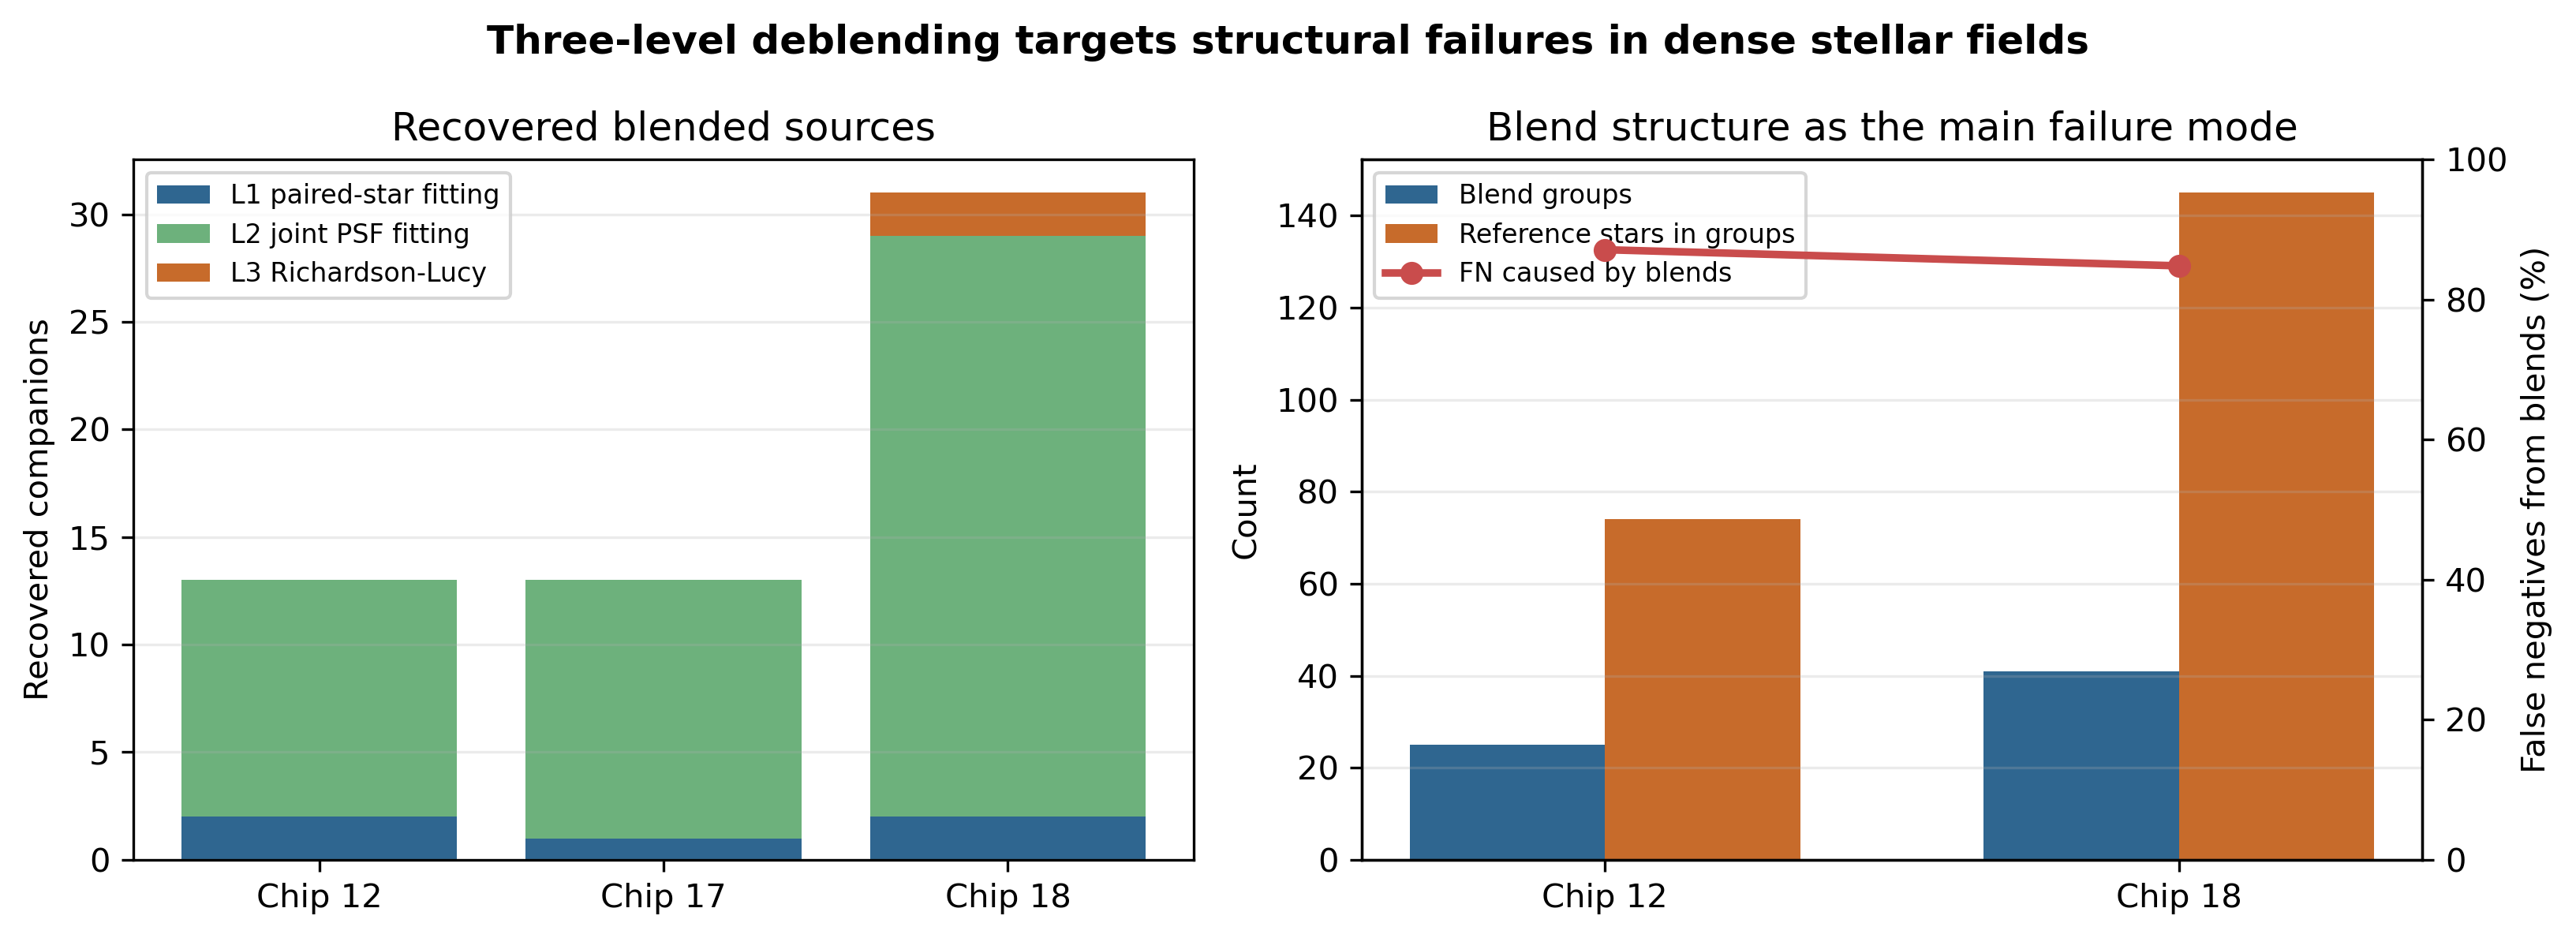 Three-level deblending targets structural failures in dense stellar fields
Recovered blended sources
L1 paired-star fitting
L2 joint PSF fitting
L3 Richardson-Lucy
Recovered companions
30
25
20
15
10
5
0
Chip 12
Chip 17
Chip 18
Blend structure as the main failure mode
Blend groups
Reference stars in groups
FN caused by blends
Count
140
120
100
80
60
40
20
0
Chip 12
Chip 18
100
80
60
40
20
0
False negatives from blends (%)